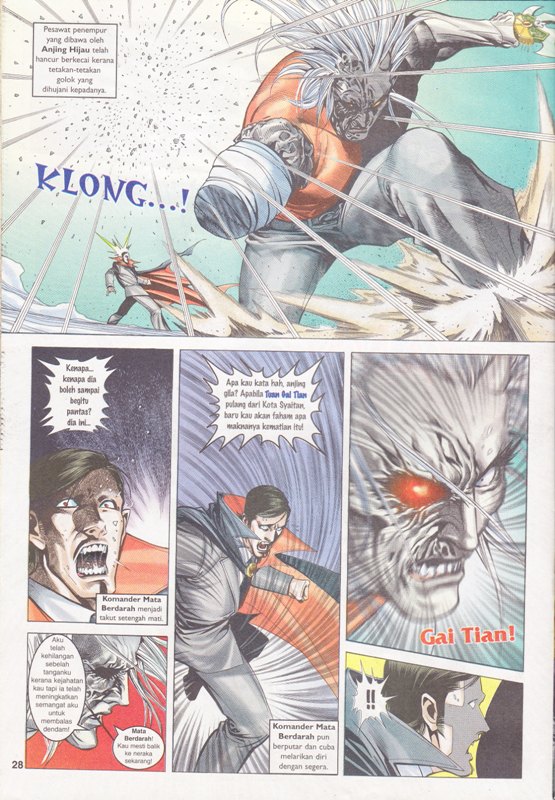 Pesawat penempur
yang dibawa oleh
Anjing Hijau telah
hancur berkecai kerana
tetakan-tetakan
golok yang
dihujani kepadanya.
KLONG...!
Kenapa...
kenapa dia
boleh sampai
begitu
pantas?
dia ini...
Komander Mata
Berdarah menjadi
takut setengah mati.
Apa kau kata hah, anjing
gila? Apabila Tuan Gai Tian
pulang dari Kota Syaitan,
baru kau akan faham apa
maknanya kematian itu!
Gai Tian!
Aku
telah
kehilangan
sebelah
tanganku
kerana kejahatan
kau tapi ia telah
meningkatkan
semangat aku
untuk
membalas
dendam!
Mata
Berdarah!
Kau mesti balik
ke neraka
sekarang!
Komander Mata
Berdarah pun
berputar dan cuba
melarikan diri
dengan segera.
!!
28